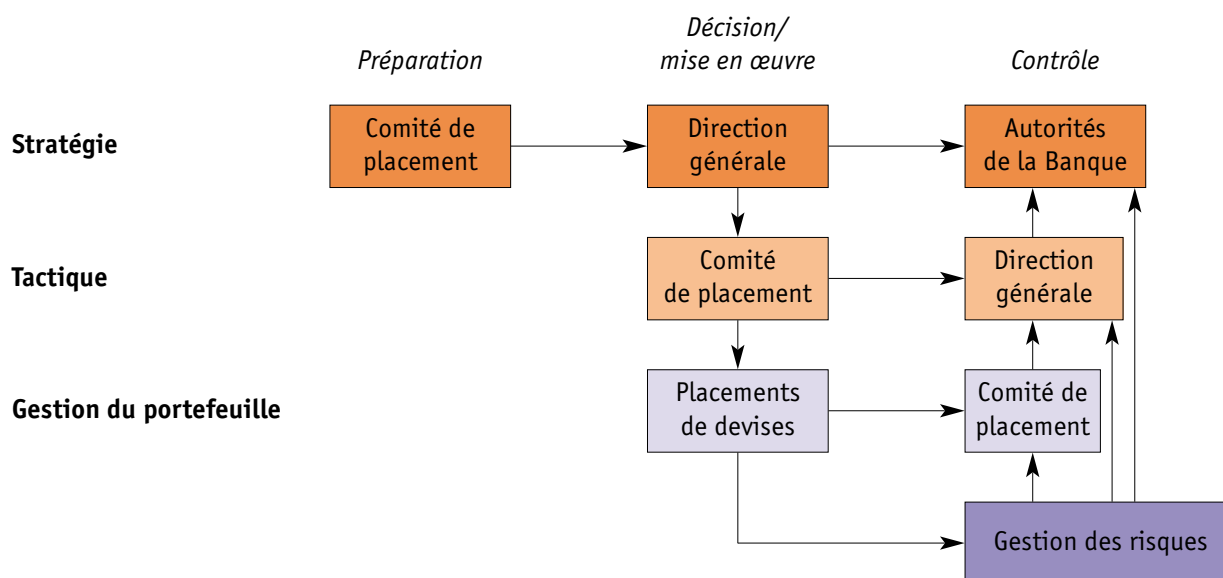 Préparation
Décision/
mise en œuvre
Contrôle
Stratégie
Comité de
placement
Direction
générale
Autorités
de la Banque
Tactique
Comité
de placement
Direction
générale
Gestion du portefeuille
Placements
de devises
Comité de
placement
Gestion des risques